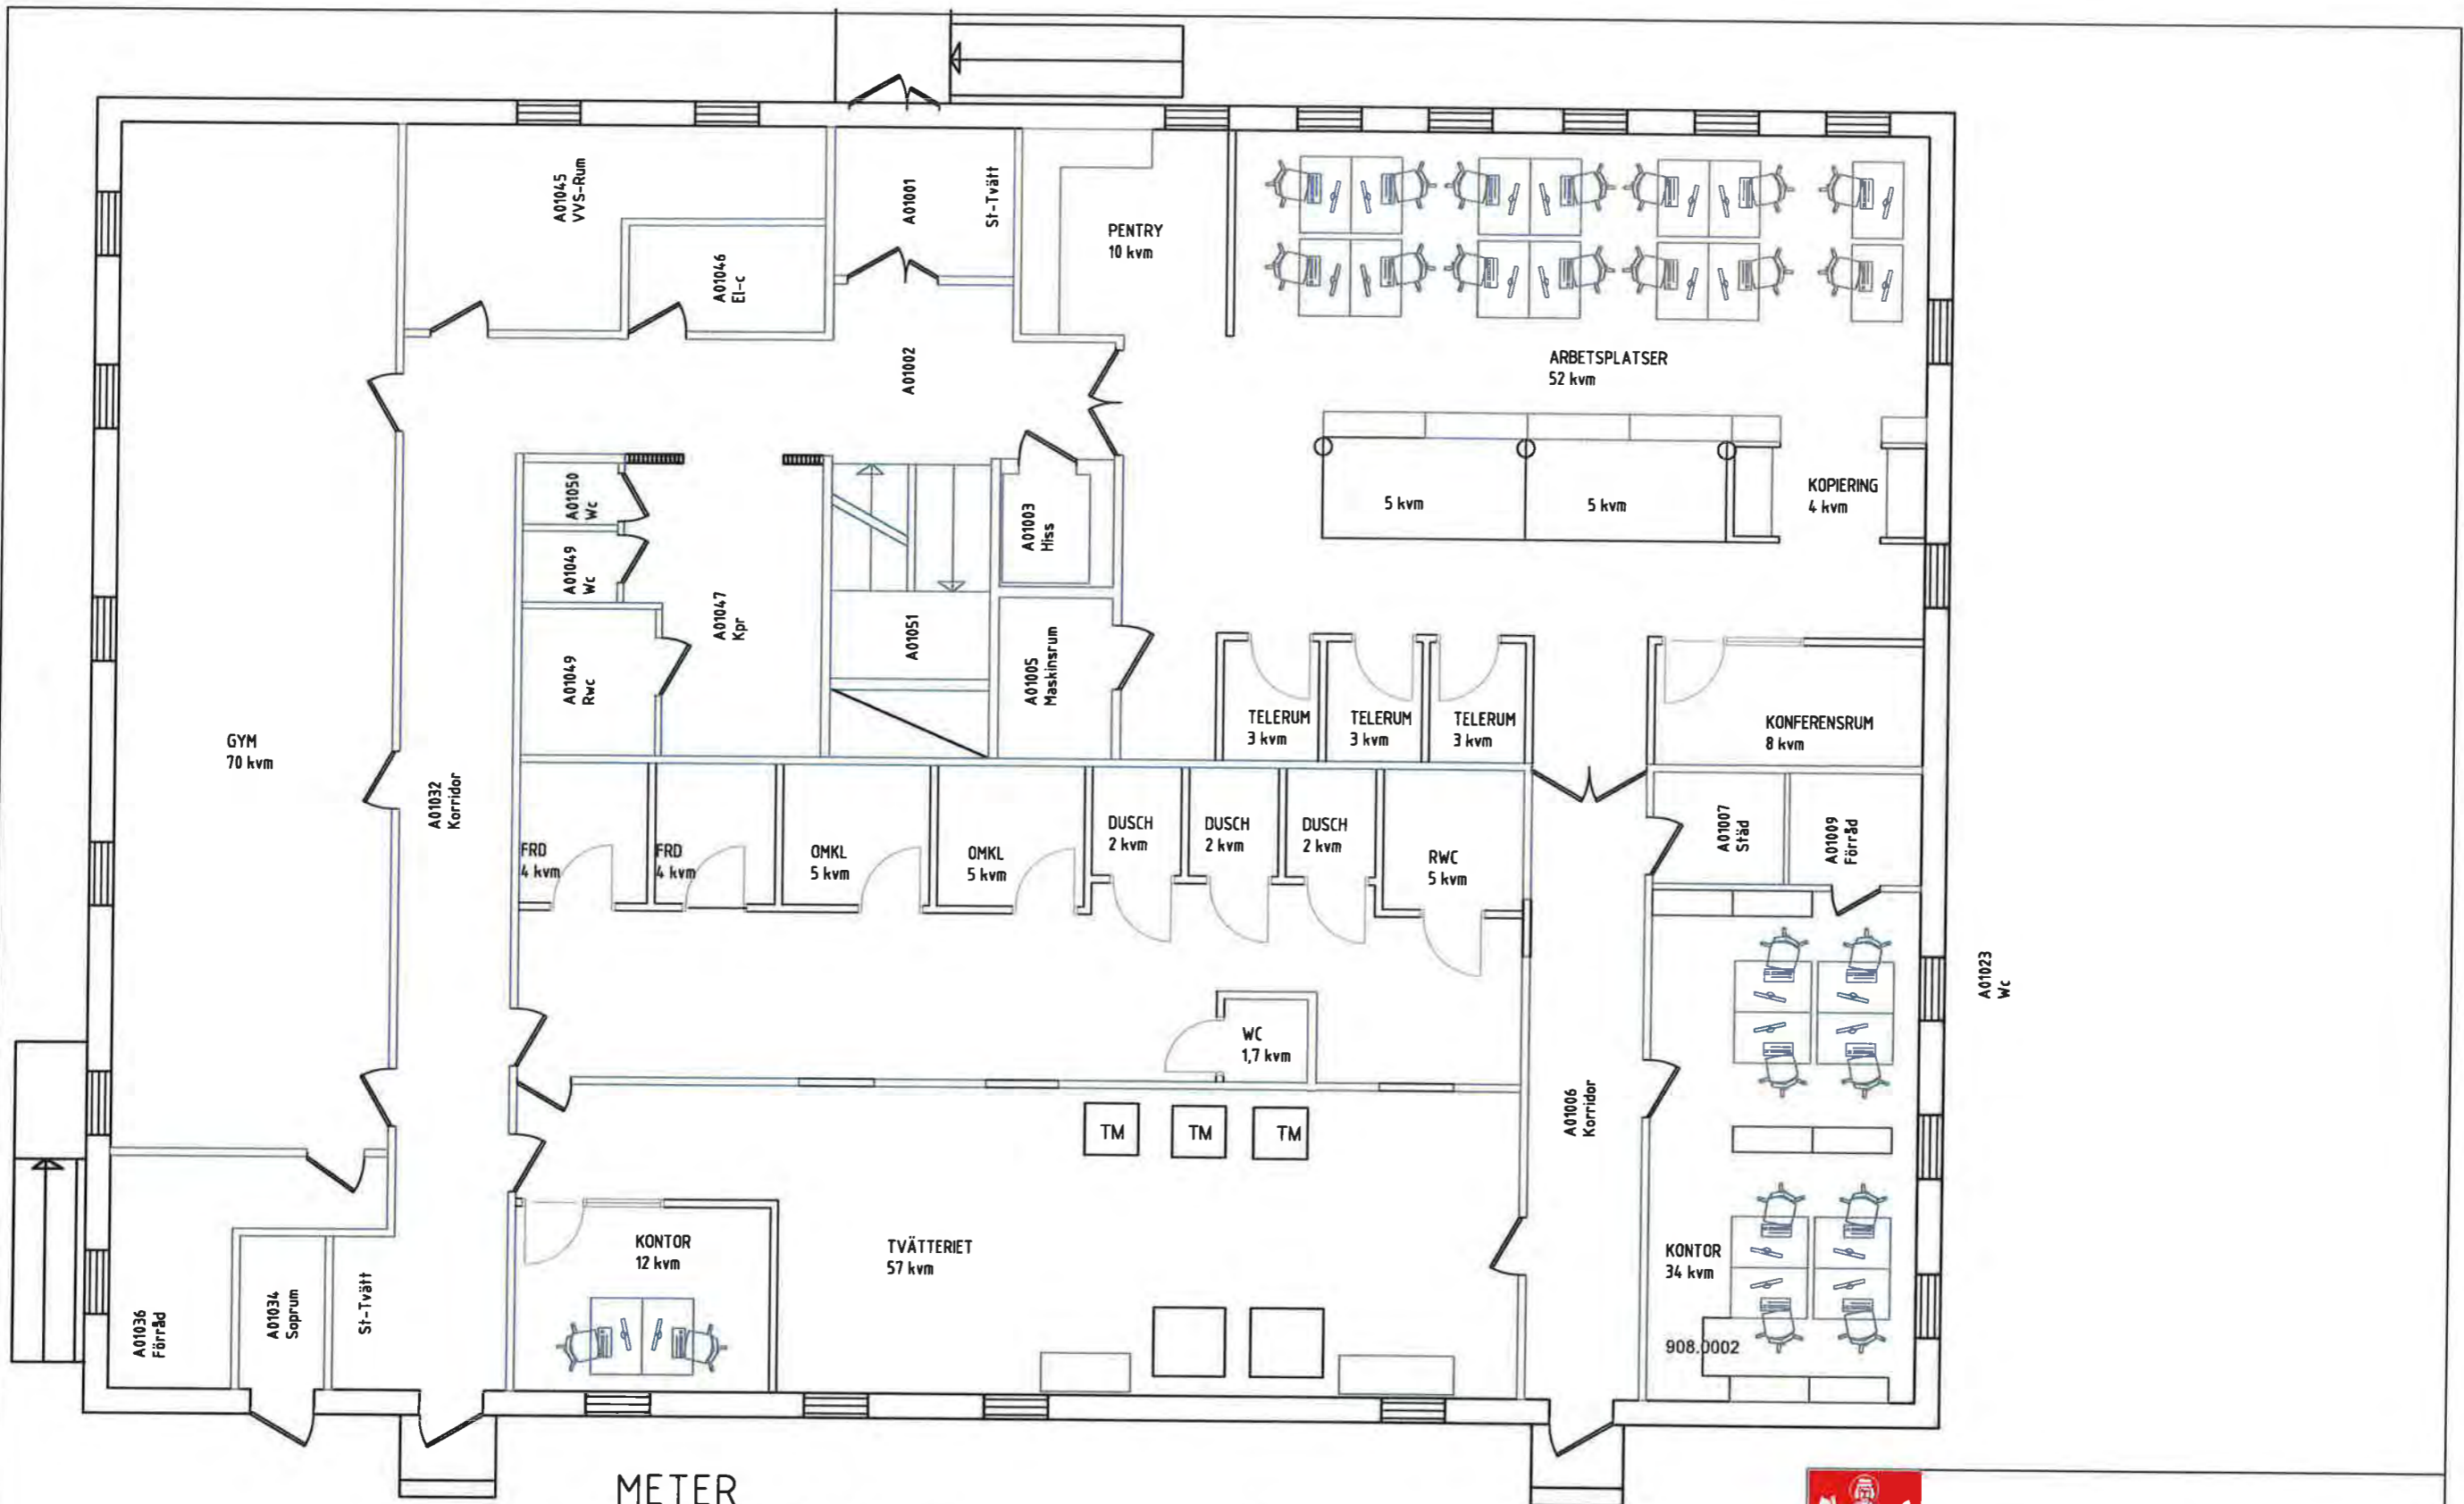 A01045
VVS-Rum
A01046
El-c
A01001
St-Tvätt
PENTRY
10 kvm
A01002
ARBETSPLATSER
52 kvm
A01050
Wc
A01049
Wc
A01049
Rwc
A01047
Kpr
A01051
A01003
Hiss
A01005
Maskinsrum
5 kvm
5 kvm
KOPIERING
4 kvm
TELERUM
3 kvm
TELERUM
3 kvm
TELERUM
3 kvm
KONFERENSRUM
8 kvm
GYM
70 kvm
A01032
Korridor
FRD
4 kvm
FRD
4 kvm
OMKL
5 kvm
OMKL
5 kvm
DUSCH
2 kvm
DUSCH
2 kvm
DUSCH
2 kvm
RWC
5 kvm
A01007
Städ
A01009
Förråd
A01023
Wc
WC
1,7 kvm
A01006
Korridor
TM
TM
TM
KONTOR
12 kvm
TVÄTTERIET
57 kvm
KONTOR
34 kvm
908.0002
A01036
Förråd
A01034
Soprum
St-Tvätt
METER